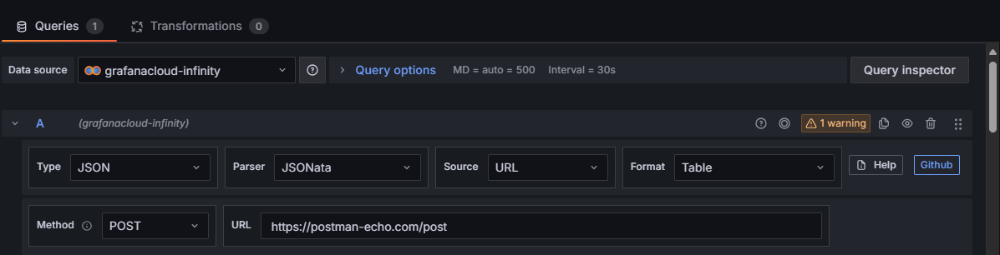 Queries 1 Transformations 0
Data source grafanacloud-infinity Query options MD = auto = 500 Interval = 30s Query inspector
A (grafanacloud-infinity) 1 warning
Type JSON Parser JSONata Source URL Format Table Help Github
Method POST URL https://postman-echo.com/post